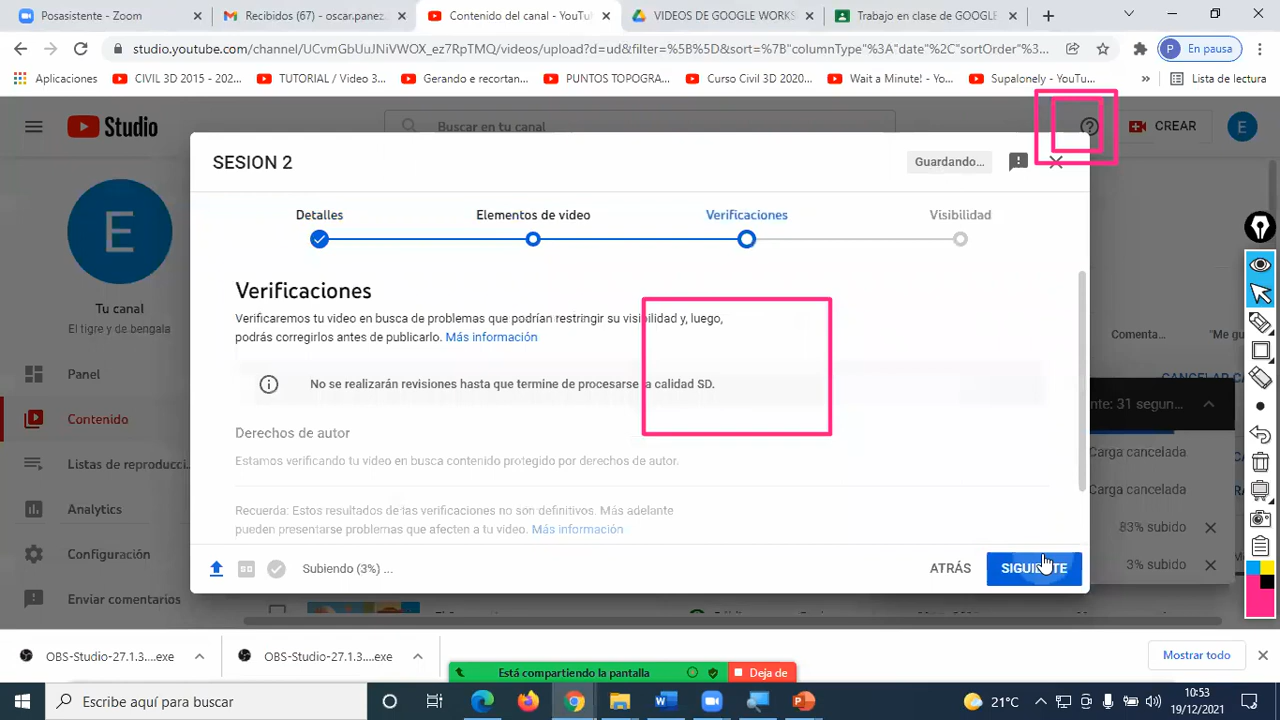 Posasistente - Zoom
Recibidos (67) - oscar.panez.
Contenido del canal - YouTu
VIDEOS DE GOOGLE WORKS
Trabajo en clase de GOOGLE
studio.youtube.com/channel/UCvmGbUuJNiVWOX_ez7RpTMQ/videos/upload?d=ud&filter=%5B%5D&sort=%7B"columnType"%3A"date"%2C"sortOrder"%3...
P En pausa
Aplicaciones
CIVIL 3D 2015 - 202...
TUTORIAL / Video 3...
Gerando e recortan...
PUNTOS TOPOGRA...
Curso Civil 3D 2020...
Wait a Minute! - Yo...
Supalonely - YouTu...
»
Lista de lectura
Studio
Buscar en tu canal
CREAR
E
SESION 2
Guardando...
Detalles
Elementos de video
Verificaciones
Visibilidad
E
Tu canal
El tigre y de.bengala
Panel
Contenido
Listas de reproducci...
Analytics
Configuración
Enviar comentarios
Verificaciones
Verificaremos tu video en busca de problemas que podrían restringir su visibilidad y, luego,
podrás corregirlos antes de publicarlo. Más información
No se realizarán revisiones hasta que termine de procesarse la calidad SD.
Derechos de autor
Estamos verificando tu video en busca contenido protegido por derechos de autor.
Recuerda: Estos resultados de las verificaciones no son definitivos. Más adelante
pueden presentarse problemas que afecten a tu video. Más información
Subiendo (3%) ...
ATRÁS
SIGUIENTE
Comenta...
"Me gu
CANCELAR CA
nte: 31 segun...
Carga cancelada
Carga cancelada
83% subido
3% subido
OBS-Studio-27.1.3....exe
OBS-Studio-27.1.3....exe
Mostrar todo
Está compartiendo la pantalla
Deja de
Escribe aquí para buscar
21°C
10:53
19/12/2021